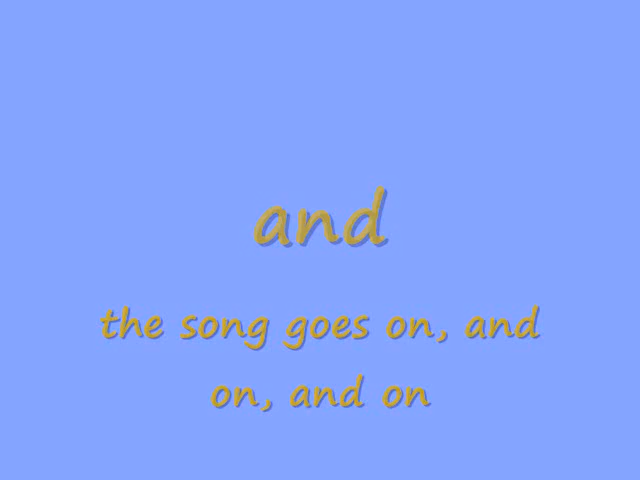 and
the song goes on, and
on, and on